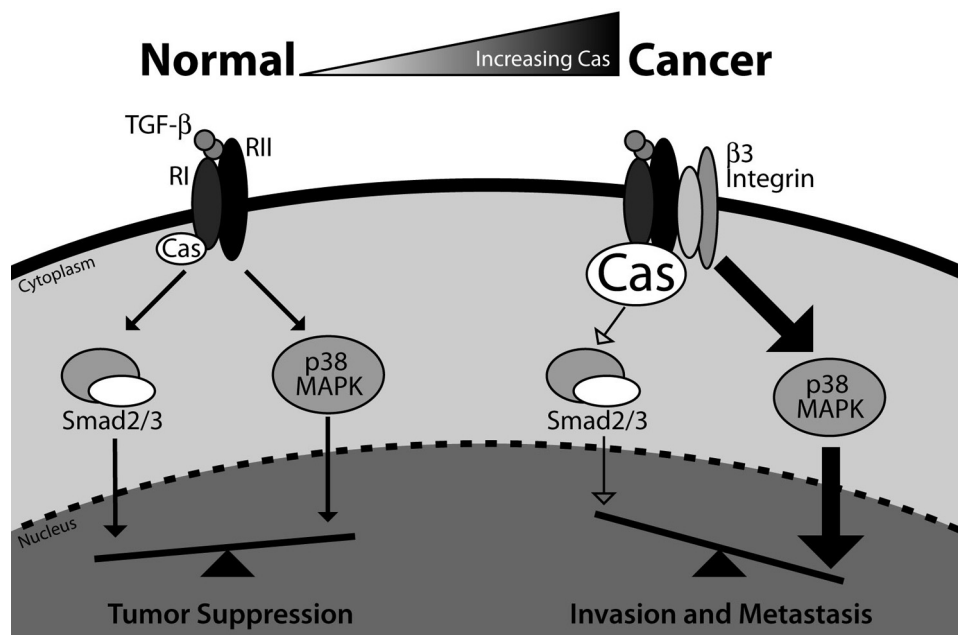 Normal
Increasing Cas
Cancer
TGF-β
RII
RI
Cas
β3
Integrin
Cas
Cytoplasm
p38
MAPK
Smad2/3
p38
MAPK
Smad2/3
Nucleus
Tumor Suppression
Invasion and Metastasis